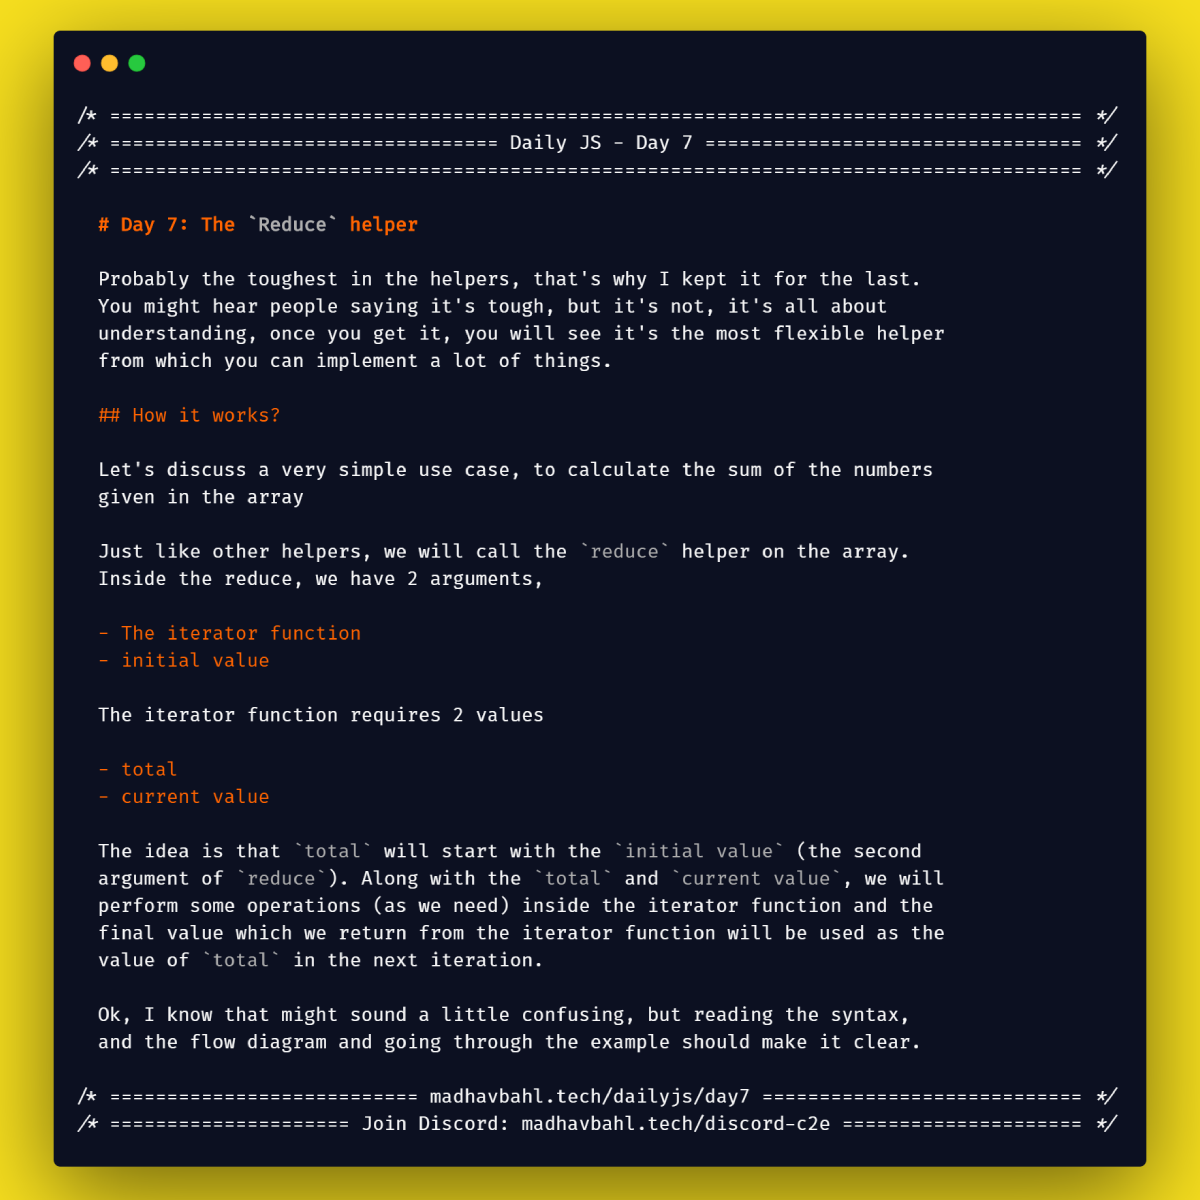 /* ===================================================================================== */
/* ================================== Daily JS - Day 7 ================================= */
/* ===================================================================================== */
# Day 7: The `Reduce` helper
Probably the toughest in the helpers, that's why I kept it for the last.
You might hear people saying it's tough, but it's not, it's all about
understanding, once you get it, you will see it's the most flexible helper
from which you can implement a lot of things.
## How it works?
Let's discuss a very simple use case, to calculate the sum of the numbers
given in the array
Just like other helpers, we will call the `reduce` helper on the array.
Inside the reduce, we have 2 arguments,
- The iterator function
- initial value
The iterator function requires 2 values
- total
- current value
The idea is that `total` will start with the `initial value` (the second
argument of `reduce`). Along with the `total` and `current value`, we will
perform some operations (as we need) inside the iterator function and the
final value which we return from the iterator function will be used as the
value of `total` in the next iteration.
Ok, I know that might sound a little confusing, but reading the syntax,
and the flow diagram and going through the example should make it clear.
/* =========================== madhavbahl.tech/dailyjs/day7 ============================ */
/* ===================== Join Discord: madhavbahl.tech/discord-c2e ===================== */